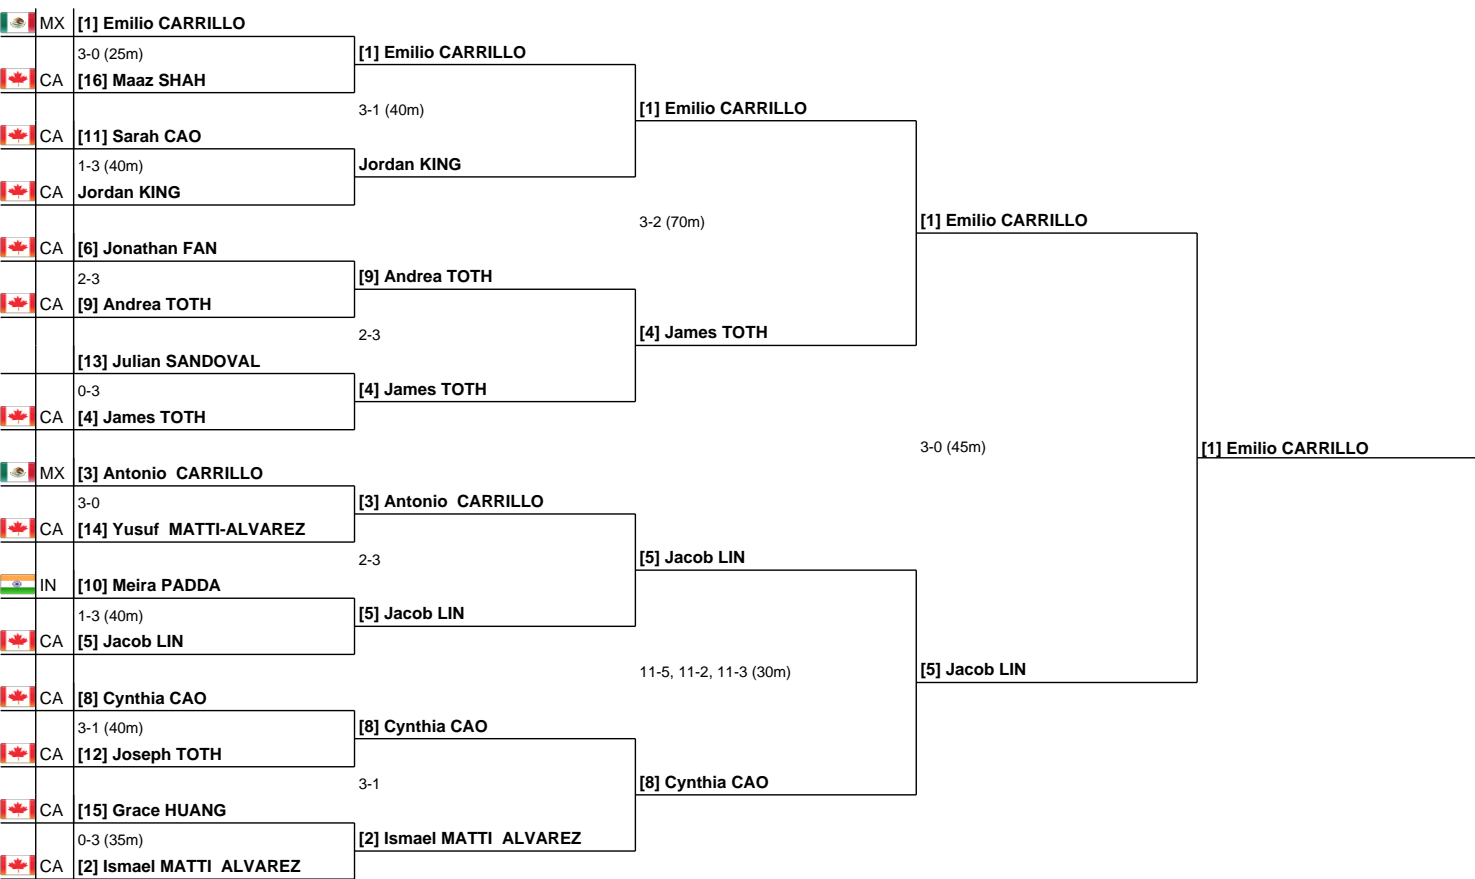 MX [1] Emilio CARRILLO
3-0 (25m)
[1] Emilio CARRILLO
CA [16] Maaz SHAH
3-1 (40m)
[1] Emilio CARRILLO
CA [11] Sarah CAO
1-3 (40m)
Jordan KING
CA Jordan KING
3-2 (70m)
[1] Emilio CARRILLO
CA [6] Jonathan FAN
2-3
[9] Andrea TOTH
CA [9] Andrea TOTH
2-3
[4] James TOTH
[13] Julian SANDOVAL
0-3
[4] James TOTH
CA [4] James TOTH
3-0 (45m)
[1] Emilio CARRILLO
MX [3] Antonio  CARRILLO
3-0
[3] Antonio  CARRILLO
CA [14] Yusuf  MATTI-ALVAREZ
2-3
[5] Jacob LIN
IN [10] Meira PADDA
1-3 (40m)
[5] Jacob LIN
CA [5] Jacob LIN
11-5, 11-2, 11-3 (30m)
[5] Jacob LIN
CA [8] Cynthia CAO
3-1 (40m)
[8] Cynthia CAO
CA [12] Joseph TOTH
3-1
[8] Cynthia CAO
CA [15] Grace HUANG
0-3 (35m)
[2] Ismael MATTI  ALVAREZ
CA [2] Ismael MATTI  ALVAREZ